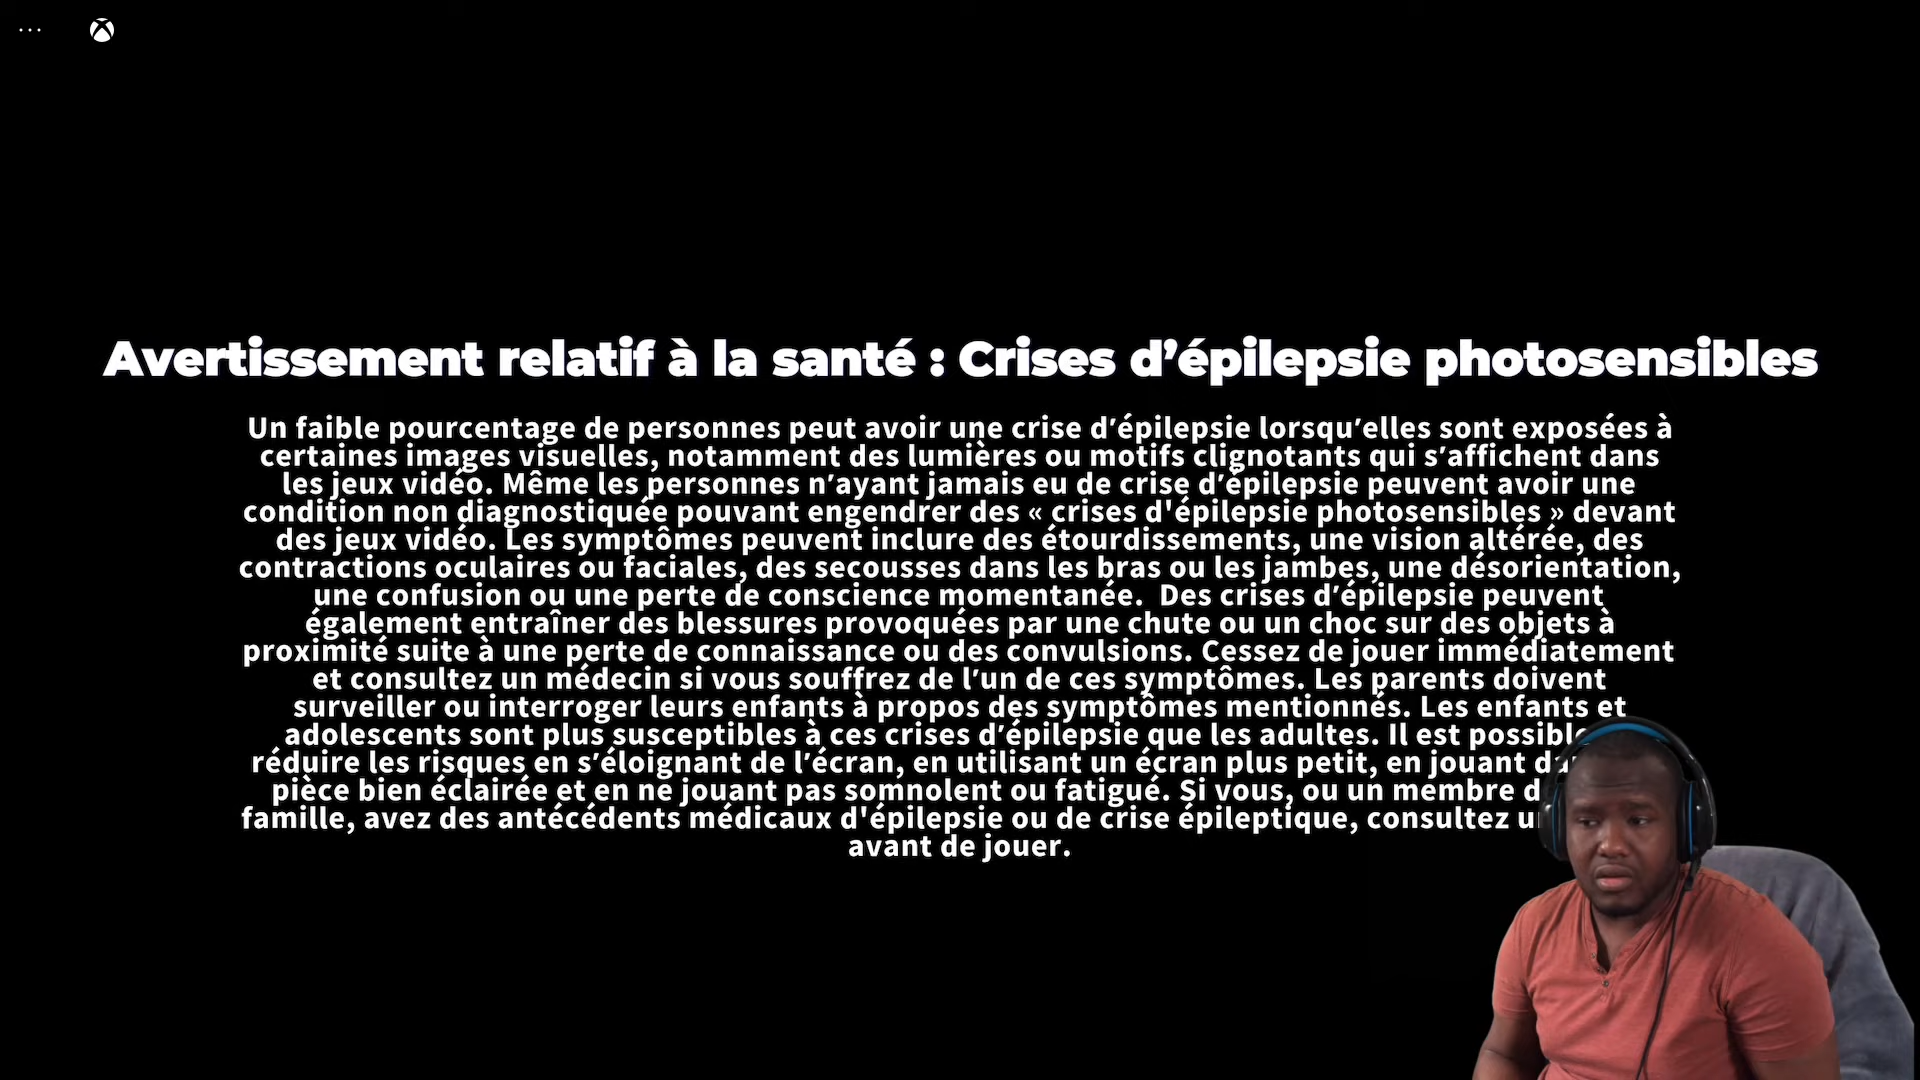 Avertissement relatif à la santé : Crises d’épilepsie photosensibles
Un faible pourcentage de personnes peut avoir une crise d’épilepsie lorsqu’elles sont exposées à
certaines images visuelles, notamment des lumières ou motifs clignotants qui s’affichent dans
les jeux vidéo. Même les personnes n’ayant jamais eu de crise d’épilepsie peuvent avoir une
condition non diagnostiquée pouvant engendrer des « crises d'épilepsie photosensibles » devant
des jeux vidéo. Les symptômes peuvent inclure des étourdissements, une vision altérée, des
contractions oculaires ou faciales, des secousses dans les bras ou les jambes, une désorientation,
une confusion ou une perte de conscience momentanée.  Des crises d’épilepsie peuvent
également entraîner des blessures provoquées par une chute ou un choc sur des objets à
proximité suite à une perte de connaissance ou des convulsions. Cessez de jouer immédiatement
et consultez un médecin si vous souffrez de l’un de ces symptômes. Les parents doivent
surveiller ou interroger leurs enfants à propos des symptômes mentionnés. Les enfants et
adolescents sont plus susceptibles à ces crises d’épilepsie que les adultes. Il est possible
réduire les risques en s’éloignant de l’écran, en utilisant un écran plus petit, en jouant
pièce bien éclairée et en ne jouant pas somnolent ou fatigué. Si vous, ou un membre
famille, avez des antécédents médicaux d'épilepsie ou de crise épileptique, consultez
avant de jouer.